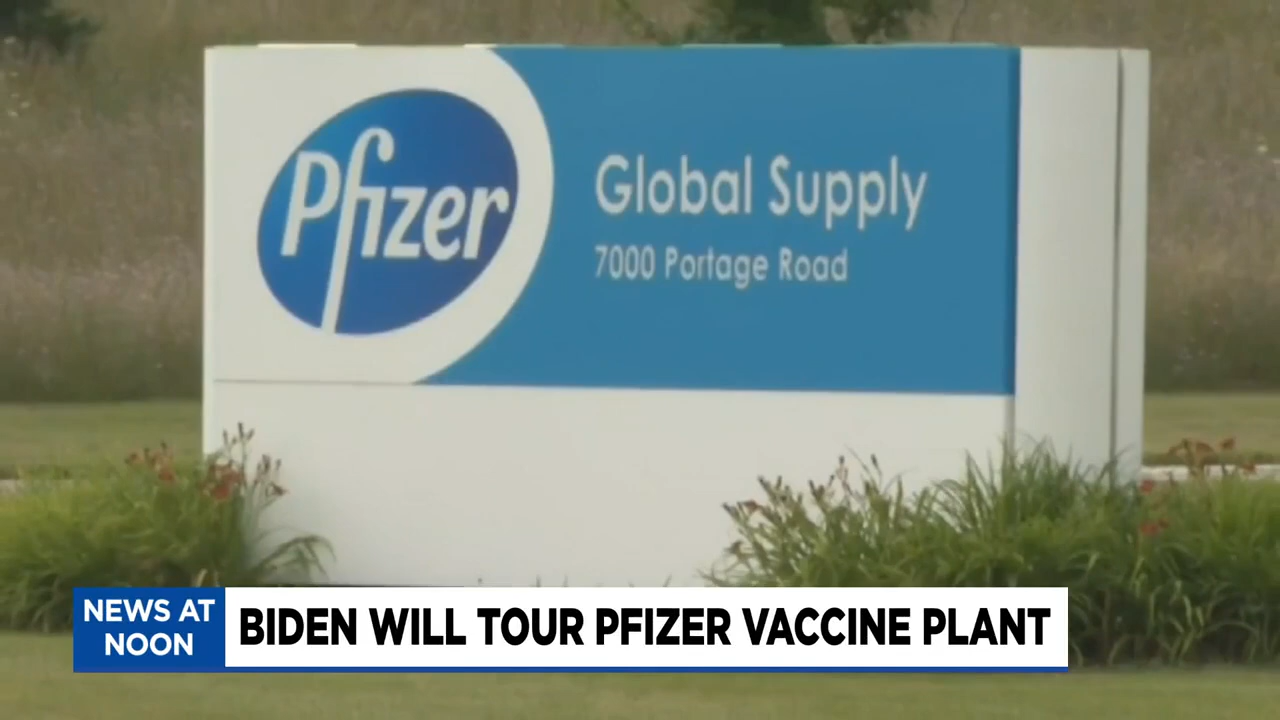 Pfizer
Global Supply
7000 Portage Road
NEWS AT
NOON
BIDEN WILL TOUR PFIZER VACCINE PLANT